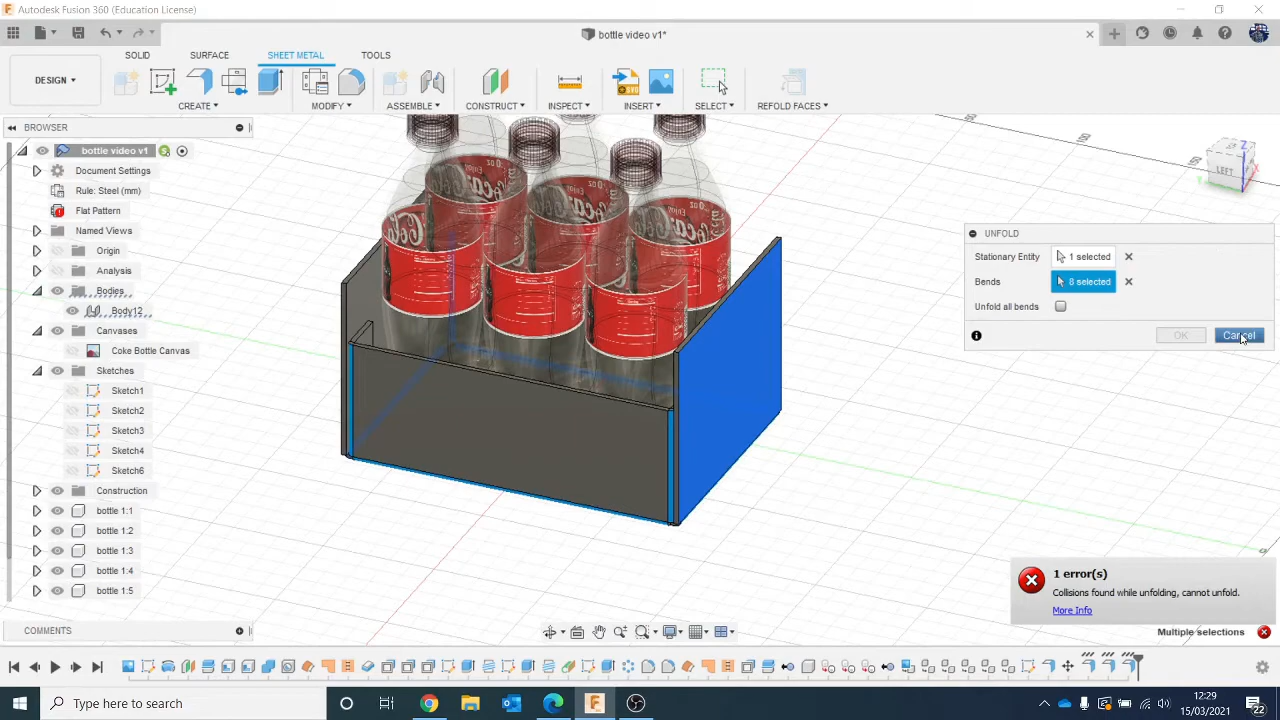 Autodesk Fusion 360 (Education License)
bottle video v1*
DESIGN
SOLID
SURFACE
SHEET METAL
TOOLS
CREATE
MODIFY
ASSEMBLE
CONSTRUCT
INSPECT
INSERT
SELECT
REFOLD FACES
BROWSER
bottle video v1
Document Settings
Rule: Steel (mm)
Flat Pattern
Named Views
Origin
Analysis
Bodies
Body12
Canvases
Coke Bottle Canvas
Sketches
Sketch1
Sketch2
Sketch3
Sketch4
Sketch6
Construction
bottle 1:1
bottle 1:2
bottle 1:3
bottle 1:4
bottle 1:5
COMMENTS
LEFT
UNFOLD
Stationary Entity
1 selected
Bends
8 selected
Unfold all bends
OK
Cancel
1 error(s)
Collisions found while unfolding, cannot unfold.
More Info
Multiple selections
Type here to search
12:29
15/03/2021
22